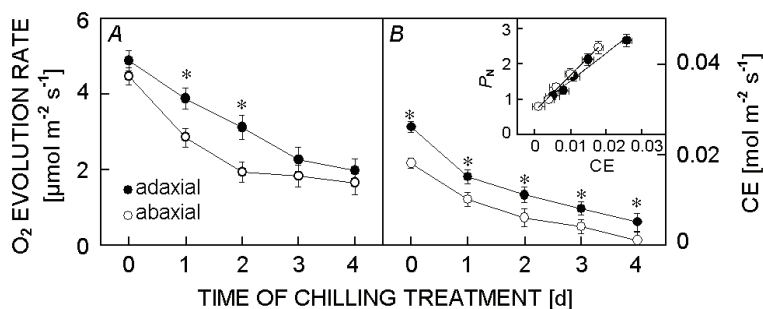 A
B
O₂ EVOLUTION RATE
[µmol m⁻² s⁻¹]
6
4
2
0
* *
adaxial
abaxial
0 1 2 3 4
* * * * *
0 1 2 3 4
P_N
3
2
1
0
0 0.01 0.02 0.03
CE
0.04
0.02
0
CE [mol m⁻² s⁻¹]
TIME OF CHILLING TREATMENT [d]